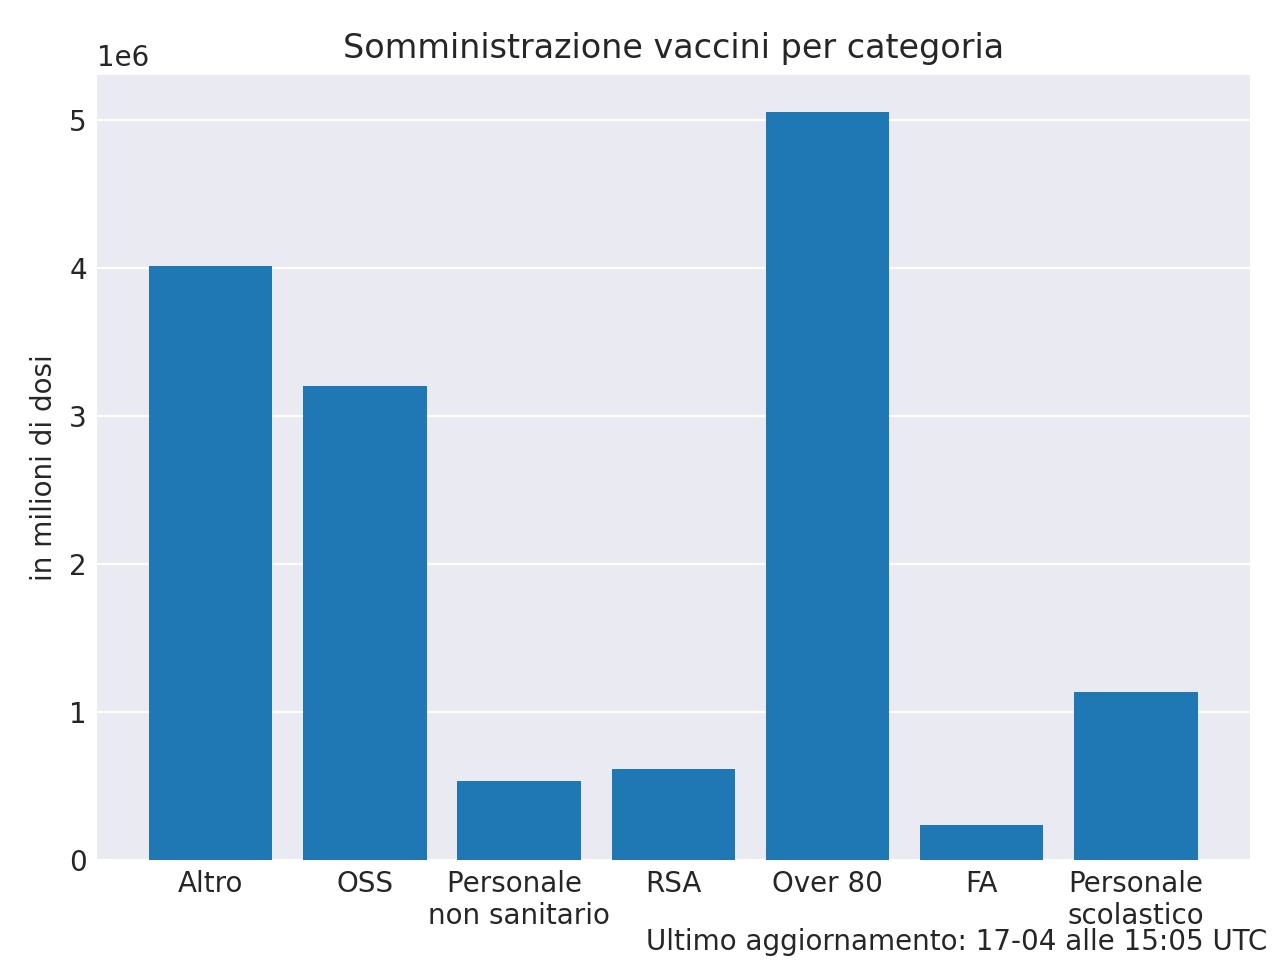 Somministrazione vaccini per categoria
1e6
5
4
3
2
1
0
in milioni di dosi
Altro
OSS
Personale
non sanitario
RSA
Over 80
FA
Personale
scolastico
Ultimo aggiornamento: 17-04 alle 15:05 UTC